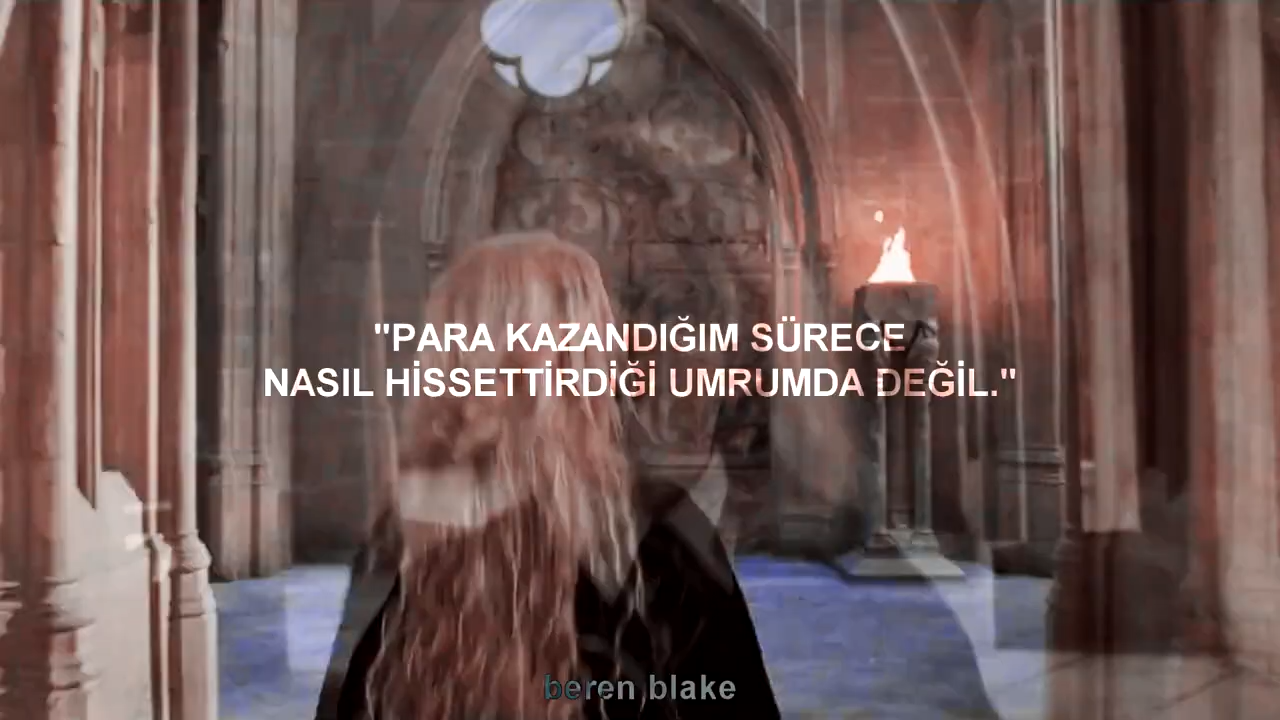 "PARA KAZANDIĞIM SÜRECE
NASIL HİSSETTİRDİĞİ UMRUMDA DEĞİL."
beren blake